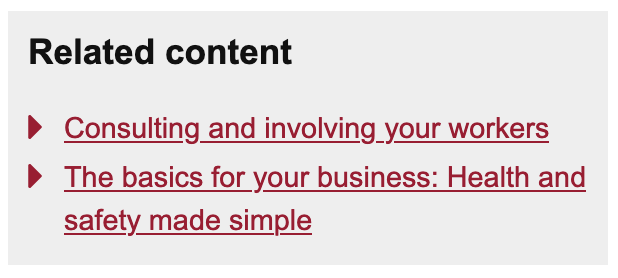 Related content
Consulting and involving your workers
The basics for your business: Health and
safety made simple